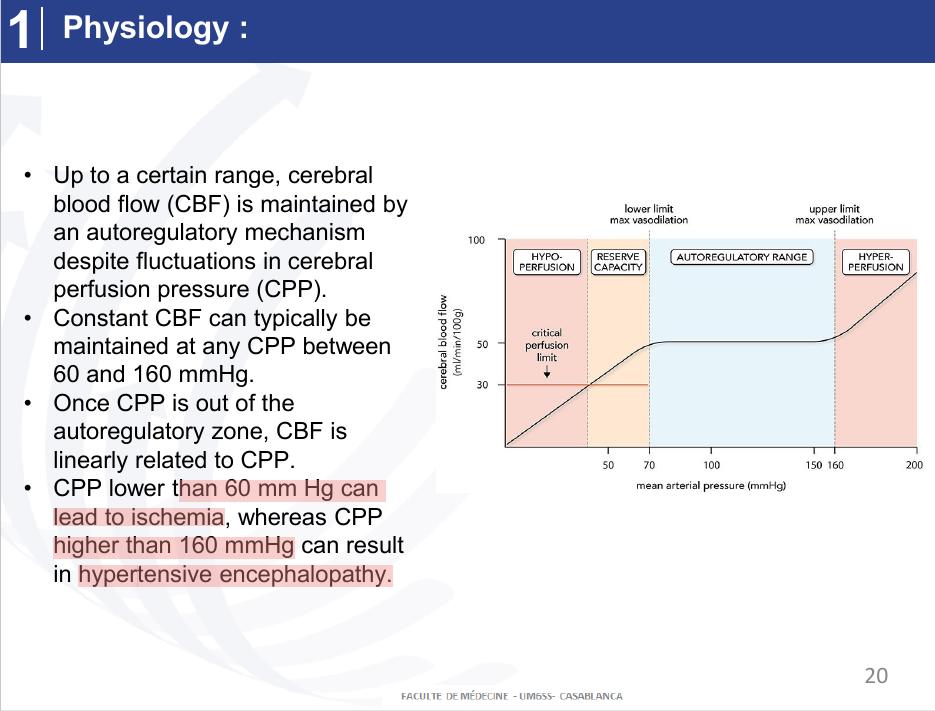 1 Physiology :
• Up to a certain range, cerebral
blood flow (CBF) is maintained by
an autoregulatory mechanism
despite fluctuations in cerebral
perfusion pressure (CPP).
• Constant CBF can typically be
maintained at any CPP between
60 and 160 mmHg.
• Once CPP is out of the
autoregulatory zone, CBF is
linearly related to CPP.
• CPP lower than 60 mm Hg can
lead to ischemia, whereas CPP
higher than 160 mmHg can result
in hypertensive encephalopathy.
lower limit
max vasodilation
upper limit
max vasodilation
100
HYPO-
PERFUSION
RESERVE
CAPACITY
AUTOREGULATORY RANGE
HYPER-
PERFUSION
cerebral blood flow
(ml/min/100g)
critical
perfusion
limit
50
30
50 70 100 150 160 200
mean arterial pressure (mmHg)
20
FACULTE DE MÉDECINE - UM6SS- CASABLANCA